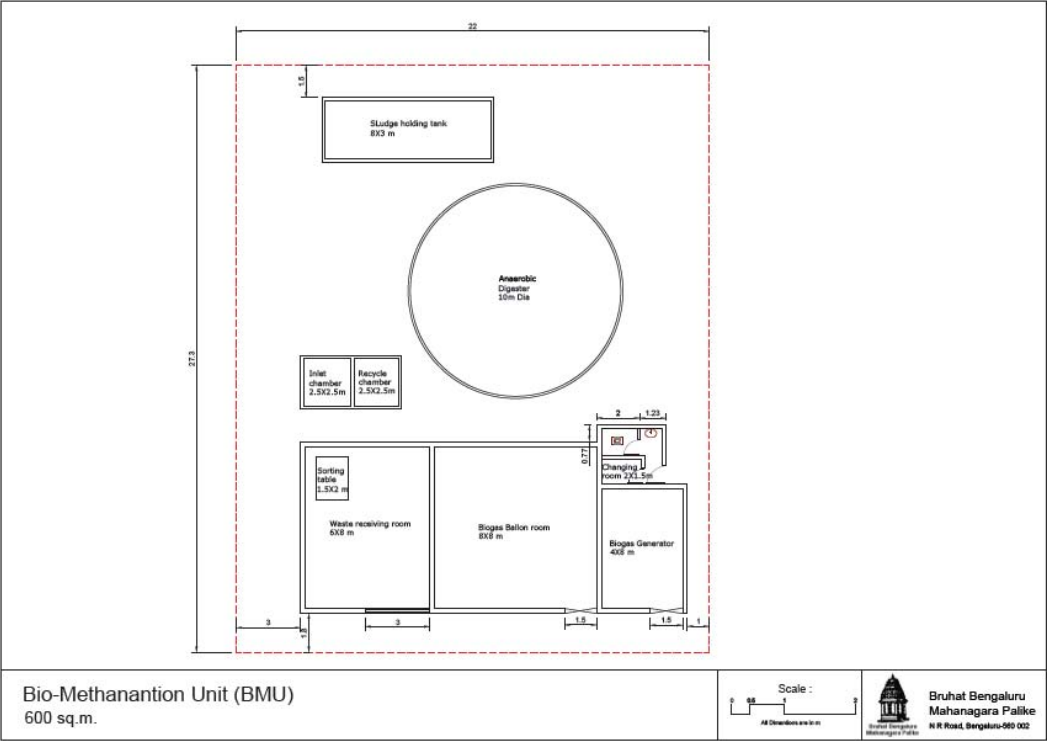 22
1.5
27.3
SLudge holding tank
8X3 m
Anaerobic
Digester
10m Dia
Inlet
chamber
2.5X2.5m
Recycle
chamber
2.5X2.5m
2
1.23
0.77
Changing
room 2X1.5m
Sorting
table
1.5X2 m
Waste receiving room
6X8 m
Biogas Ballon room
8X8 m
Biogas Generator
4X8 m
3
1.5
3
1.5
1.5
1
Bio-Methanantion Unit (BMU)
600 sq.m.
Scale :
0 0.5 1 2
All Dimentions are in m
Bruhat Bengaluru
Mahanagara Palike
Bruhat Bengaluru
Mahanagara Palike
N R Road, Bengaluru-560 002